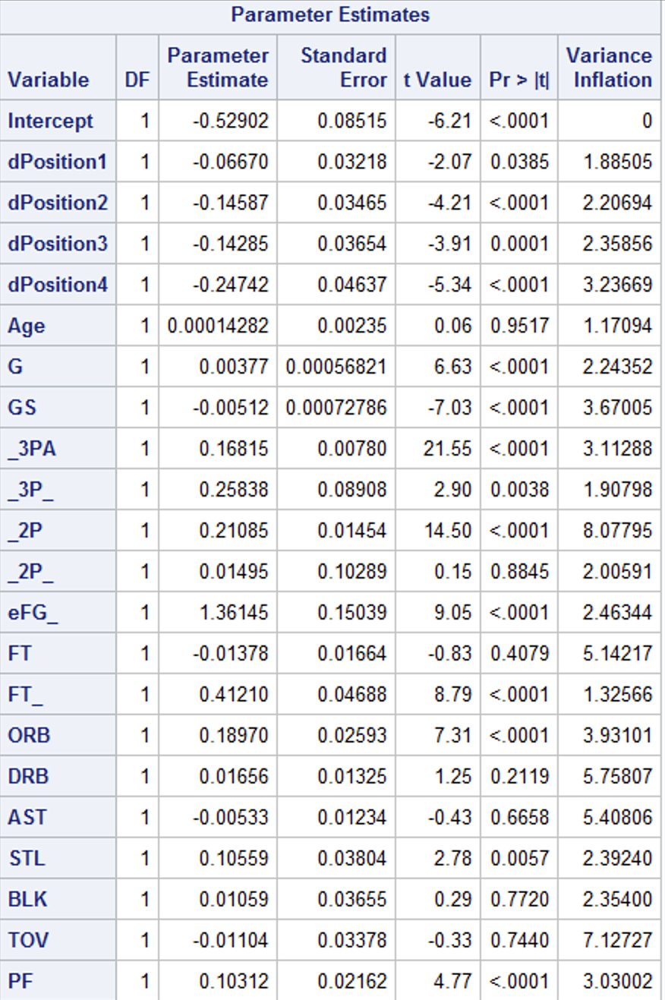 Parameter Estimates
Variable DF Parameter Estimate Standard Error t Value Pr > |t| Variance Inflation
Intercept 1 -0.52902 0.08515 -6.21 <.0001 0
dPosition1 1 -0.06670 0.03218 -2.07 0.0385 1.88505
dPosition2 1 -0.14587 0.03465 -4.21 <.0001 2.20694
dPosition3 1 -0.14285 0.03654 -3.91 0.0001 2.35856
dPosition4 1 -0.24742 0.04637 -5.34 <.0001 3.23669
Age 1 0.00014282 0.00235 0.06 0.9517 1.17094
G 1 0.00377 0.00056821 6.63 <.0001 2.24352
GS 1 -0.00512 0.00072786 -7.03 <.0001 3.67005
_3PA 1 0.16815 0.00780 21.55 <.0001 3.11288
_3P_ 1 0.25838 0.08908 2.90 0.0038 1.90798
_2P 1 0.21085 0.01454 14.50 <.0001 8.07795
_2P_ 1 0.01495 0.10289 0.15 0.8845 2.00591
eFG_ 1 1.36145 0.15039 9.05 <.0001 2.46344
FT 1 -0.01378 0.01664 -0.83 0.4079 5.14217
FT_ 1 0.41210 0.04688 8.79 <.0001 1.32566
ORB 1 0.18970 0.02593 7.31 <.0001 3.93101
DRB 1 0.01656 0.01325 1.25 0.2119 5.75807
AST 1 -0.00533 0.01234 -0.43 0.6658 5.40806
STL 1 0.10559 0.03804 2.78 0.0057 2.39240
BLK 1 0.01059 0.03655 0.29 0.7720 2.35400
TOV 1 -0.01104 0.03378 -0.33 0.7440 7.12727
PF 1 0.10312 0.02162 4.77 <.0001 3.03002